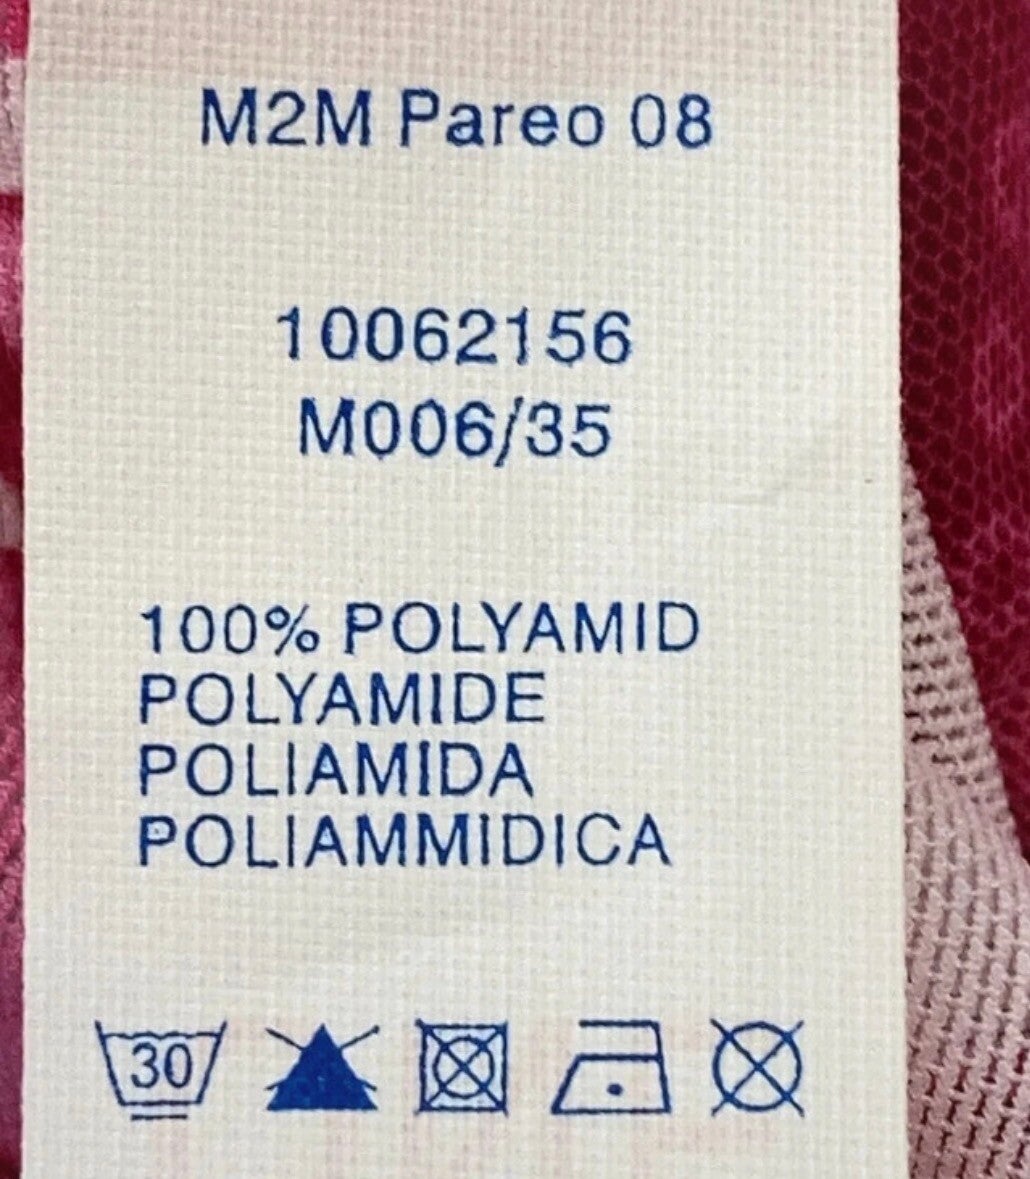 M2M Pareo 08
10062156
M006/35
100% POLYAMID
POLYAMIDE
POLIAMIDA
POLIAMMIDICA
30